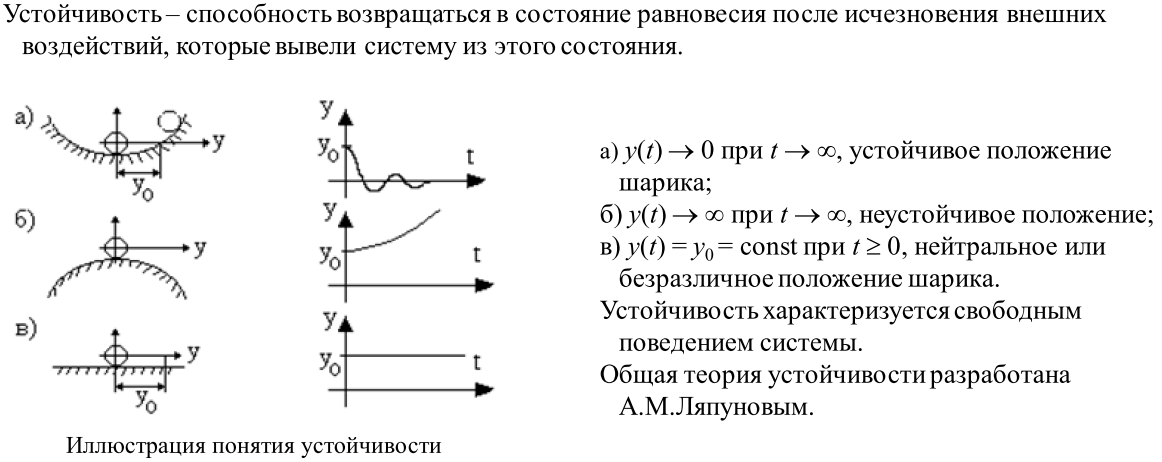 Устойчивость – способность возвращаться в состояние равновесия после исчезновения внешних
воздействий, которые вывели систему из этого состояния.
а)
y
y₀
y
y₀
t
б)
y
y
y₀
t
в)
y
y₀
y
y₀
t
Иллюстрация понятия устойчивости
а) y(t) → 0 при t → ∞, устойчивое положение
шарика;
б) y(t) → ∞ при t → ∞, неустойчивое положение;
в) y(t) = y₀ = const при t ≥ 0, нейтральное или
безразличное положение шарика.
Устойчивость характеризуется свободным
поведением системы.
Общая теория устойчивости разработана
А.М.Ляпуновым.